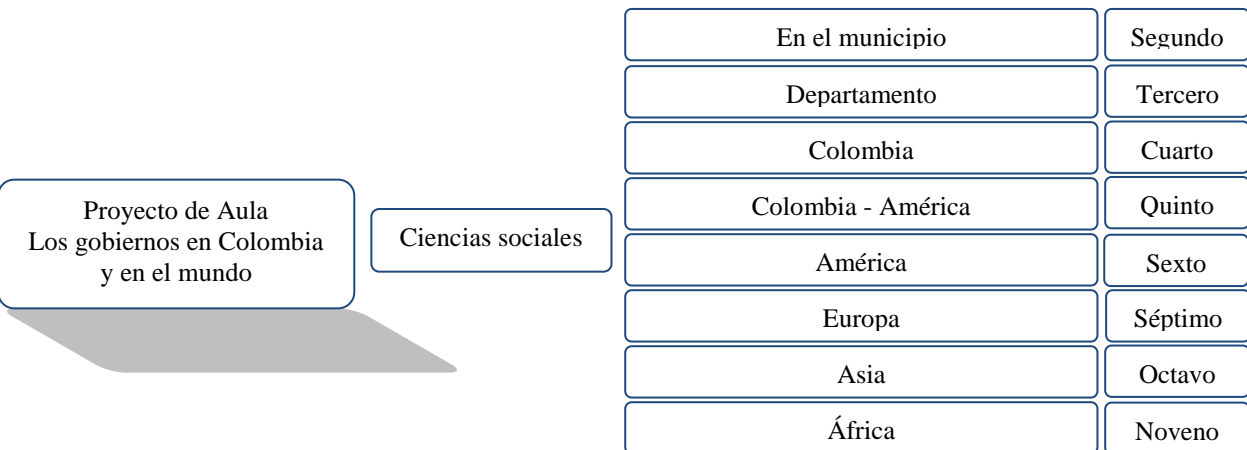 Proyecto de Aula
Los gobiernos en Colombia
y en el mundo
Ciencias sociales
En el municipio Segundo
Departamento Tercero
Colombia Cuarto
Colombia - América Quinto
América Sexto
Europa Séptimo
Asia Octavo
África Noveno